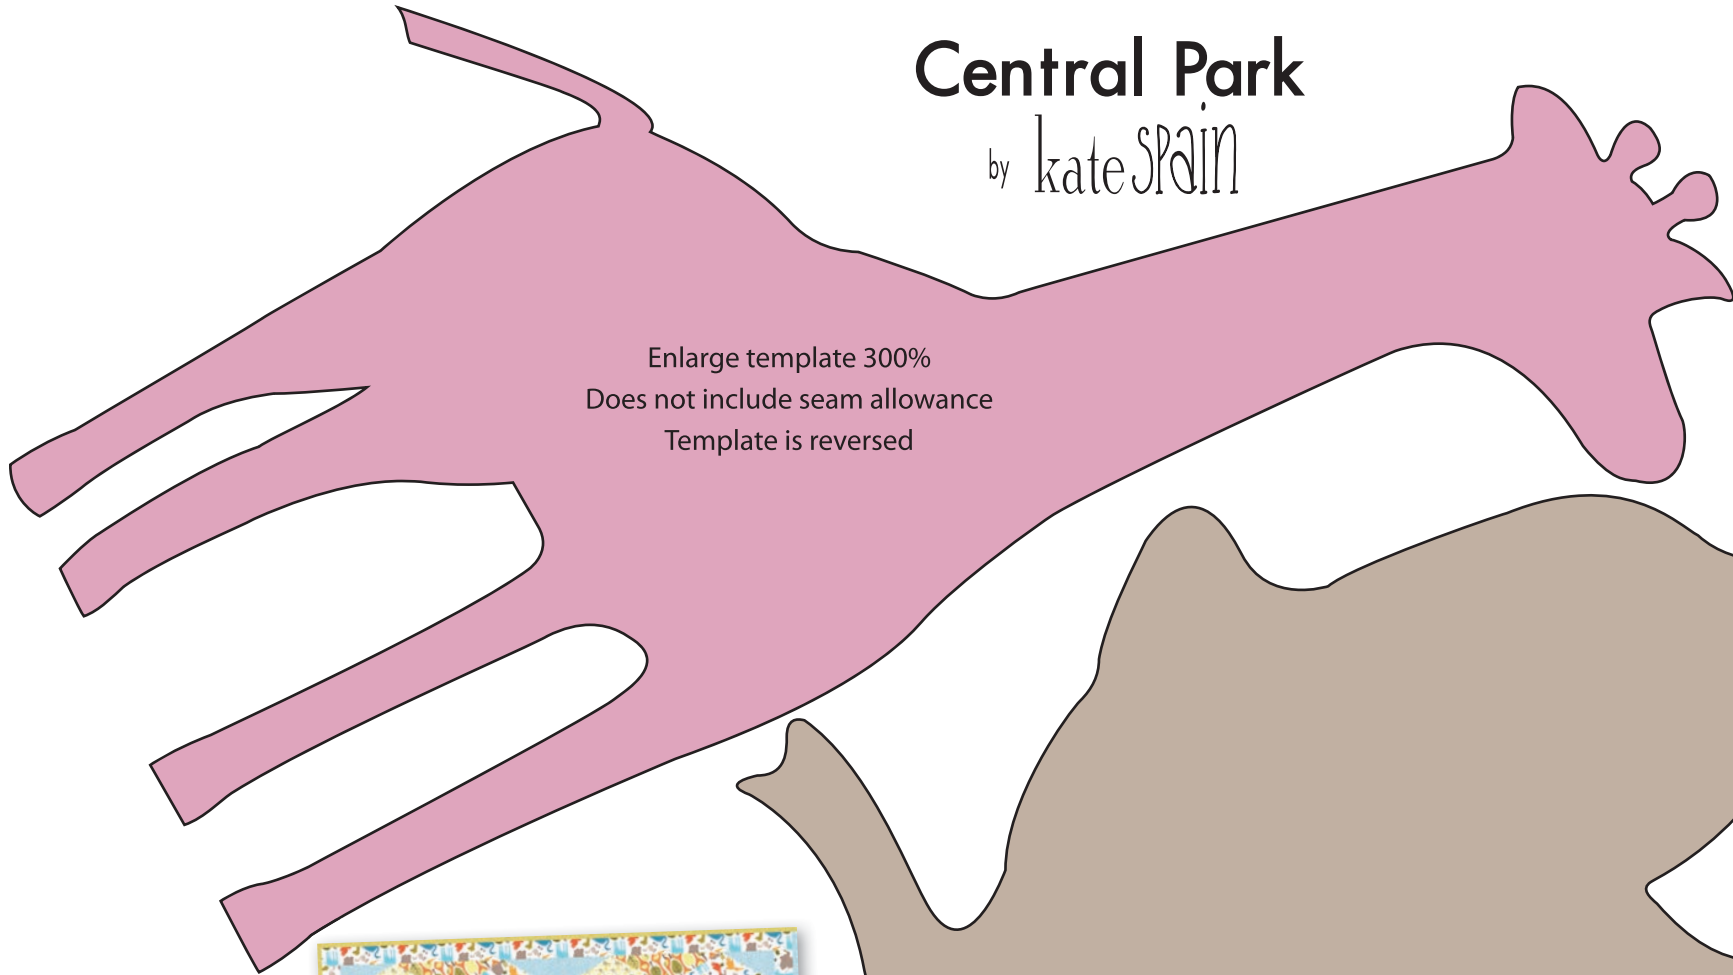 Central Park
by kate spain
Enlarge template 300%
Does not include seam allowance
Template is reversed